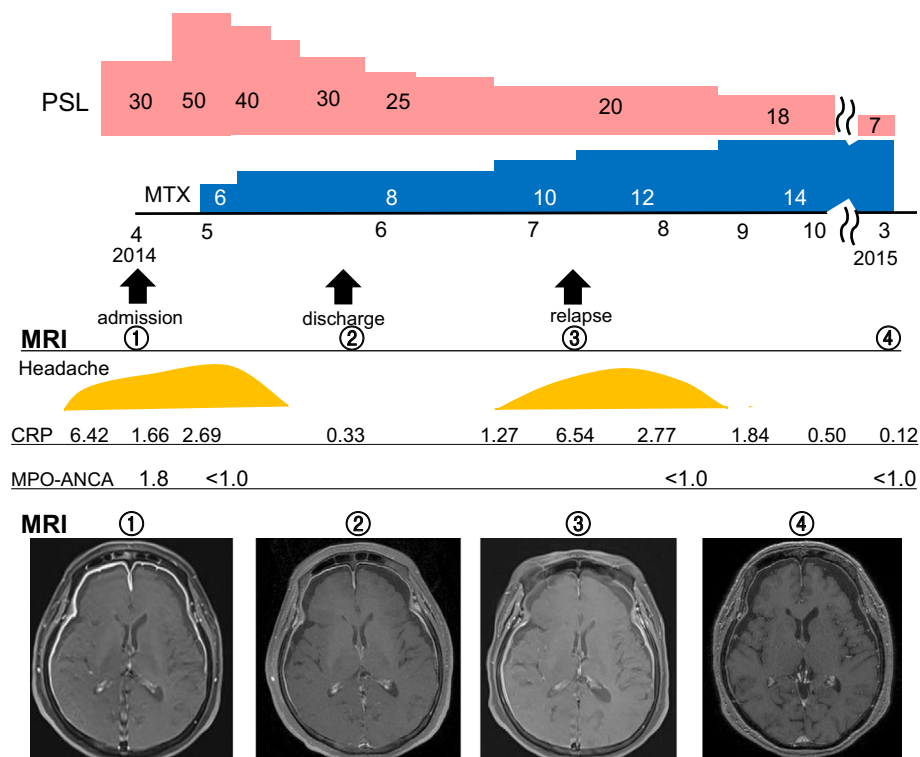 PSL 30 50 40 30 25 20 18 7
MTX 6 8 10 12 14
4 5 6 7 8 9 10 3
2014 2015
admission discharge relapse
MRI ① ② ③ ④
Headache
CRP 6.42 1.66 2.69 0.33 1.27 6.54 2.77 1.84 0.50 0.12
MPO-ANCA 1.8 <1.0 <1.0 <1.0
MRI ① ② ③ ④